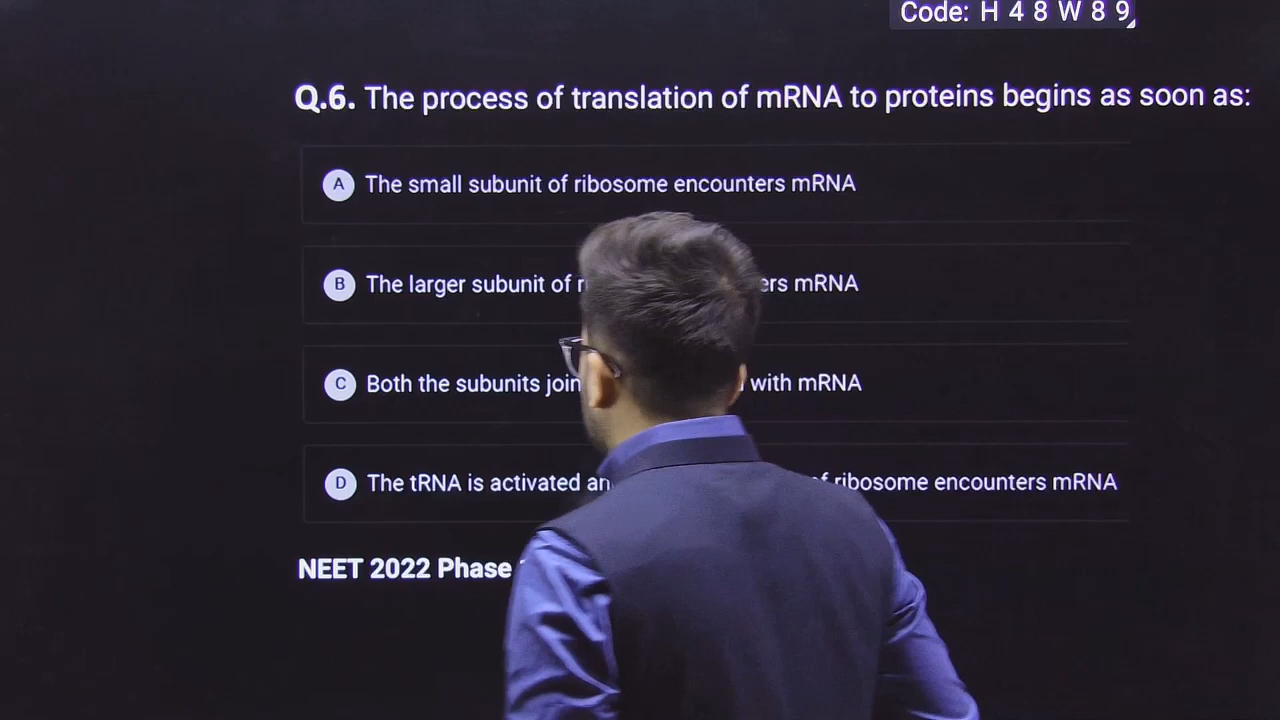 Code: H 4 8 W 8 9
Q.6. The process of translation of mRNA to proteins begins as soon as:
A The small subunit of ribosome encounters mRNA
B The larger subunit of mRNA
C Both the subunits join with mRNA
D The tRNA is activated ribosome encounters mRNA
NEET 2022 Phase